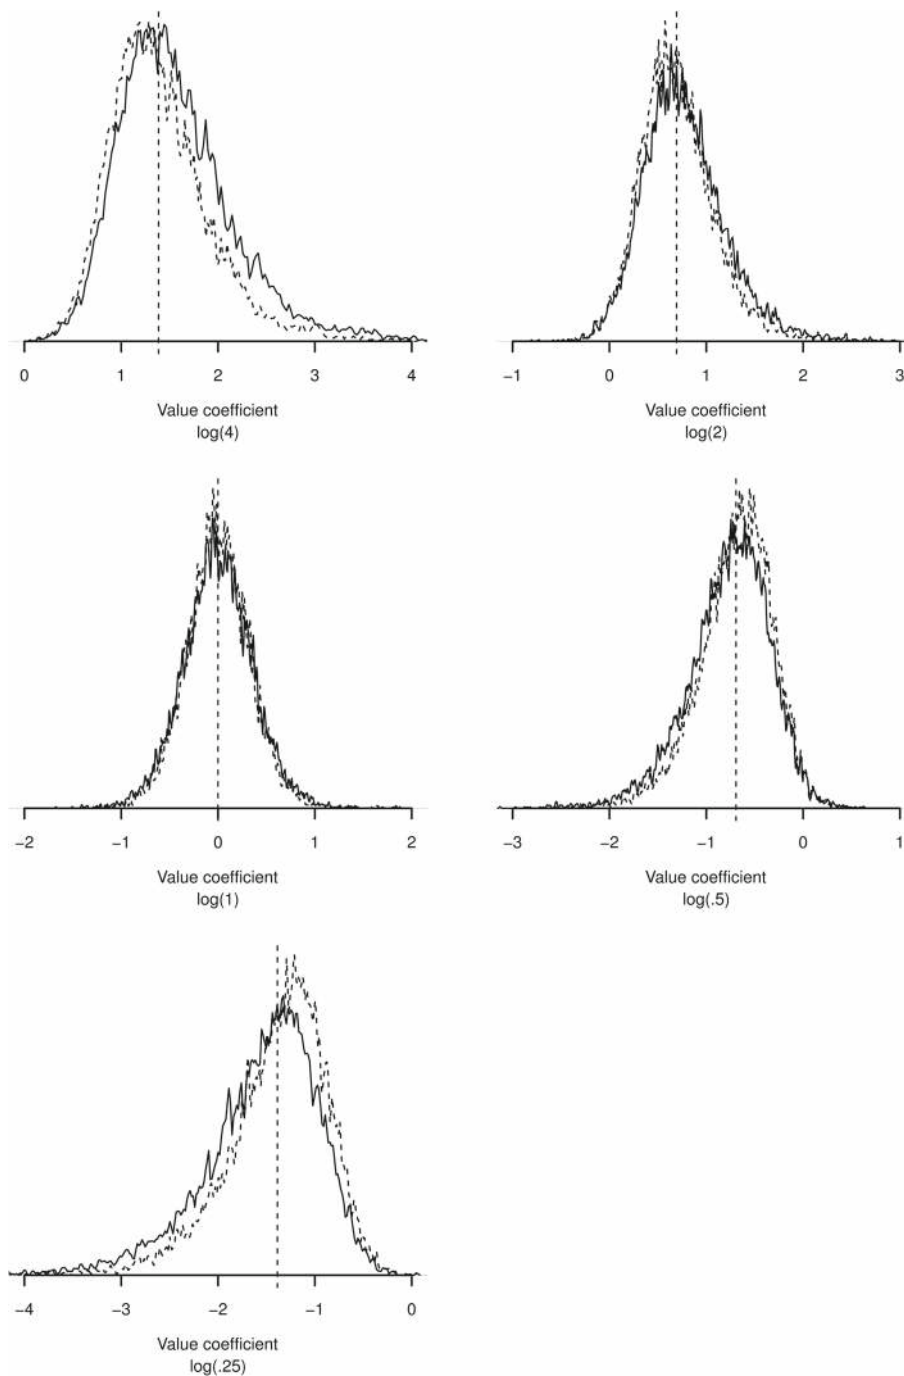 0 1 2 3 4
Value coefficient
log(4)
−1 0 1 2 3
Value coefficient
log(2)
−2 −1 0 1 2
Value coefficient
log(1)
−3 −2 −1 0 1
Value coefficient
log(.5)
−4 −3 −2 −1 0
Value coefficient
log(.25)